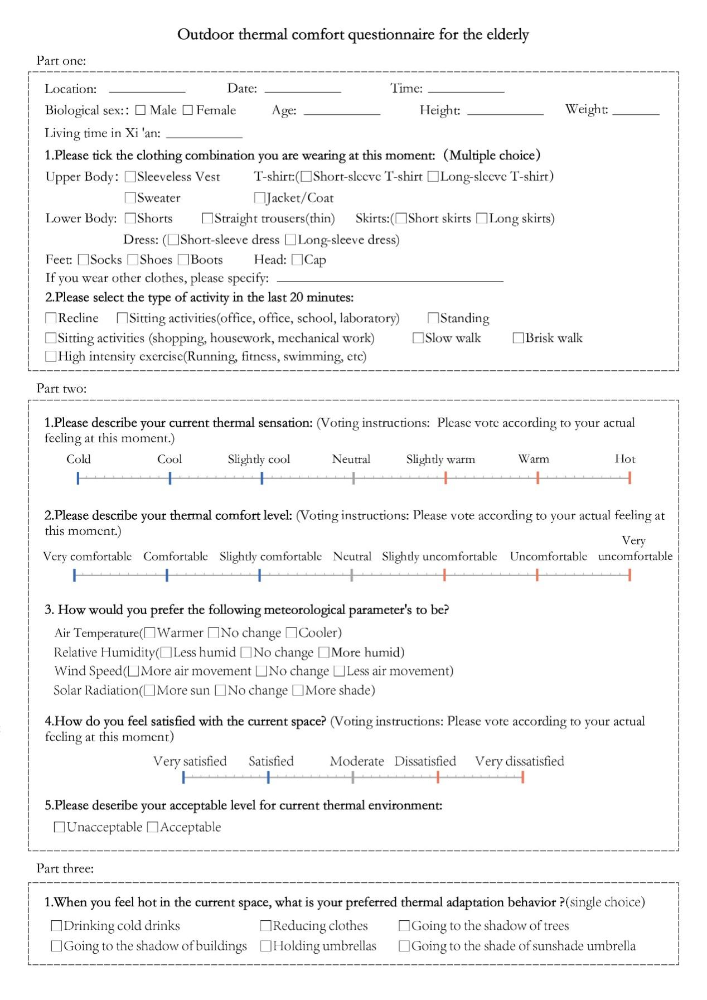 Outdoor thermal comfort questionnaire for the elderly
Part one:
Location: ____ Date: ____ Time: ____
Biological sex:: □ Male □ Female Age: ____ Height: ____ Weight: ____
Living time in Xi 'an: ____
1.Please tick the clothing combination you are wearing at this moment: (Multiple choice)
Upper Body: □Sleeveless Vest T-shirt:(□Short-sleeve T-shirt □Long-sleeve T-shirt)
□Sweater □Jacket/Coat
Lower Body: □Shorts □Straight trousers(thin) Skirts:(□Short skirts □Long skirts)
Dress: (□Short-sleeve dress □Long-sleeve dress)
Feet: □Socks □Shoes □Boots Head: □Cap
If you wear other clothes, please specify: ____
2.Please select the type of activity in the last 20 minutes:
□Recline □Sitting activities(office, office, school, laboratory) □Standing
□Sitting activities (shopping, housework, mechanical work) □Slow walk □Brisk walk
□High intensity exercise(Running, fitness, swimming, etc)
Part two:
1.Please describe your current thermal sensation: (Voting instructions: Please vote according to your actual
feeling at this moment.)
Cold Cool Slightly cool Neutral Slightly warm Warm Hot
2.Please describe your thermal comfort level: (Voting instructions: Please vote according to your actual feeling at
this moment.)
Very comfortable Comfortable Slightly comfortable Neutral Slightly uncomfortable Uncomfortable Very
uncomfortable
3. How would you prefer the following meteorological parameter's to be?
Air Temperature(□Warmer □No change □Cooler)
Relative Humidity(□Less humid □No change □More humid)
Wind Speed(□More air movement □No change □Less air movement)
Solar Radiation(□More sun □No change □More shade)
4.How do you feel satisfied with the current space? (Voting instructions: Please vote according to your actual
feeling at this moment)
Very satisfied Satisfied Moderate Dissatisfied Very dissatisfied
5.Please deseribe your acceptable level for current thermal environment:
□Unacceptable □Acceptable
Part three:
1.When you feel hot in the current space, what is your preferred thermal adaptation behavior ?(single choice)
□Drinking cold drinks □Reducing clothes □Going to the shadow of trees
□Going to the shadow of buildings □Holding umbrellas □Going to the shade of sunshade umbrella